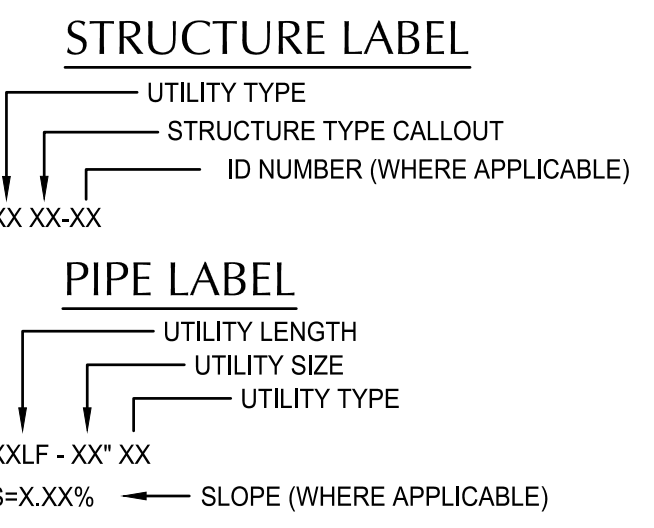 STRUCTURE LABEL
UTILITY TYPE
STRUCTURE TYPE CALLOUT
ID NUMBER (WHERE APPLICABLE)
XX XX-XX
PIPE LABEL
UTILITY LENGTH
UTILITY SIZE
UTILITY TYPE
XXLF - XX" XX
S=X.XX% SLOPE (WHERE APPLICABLE)